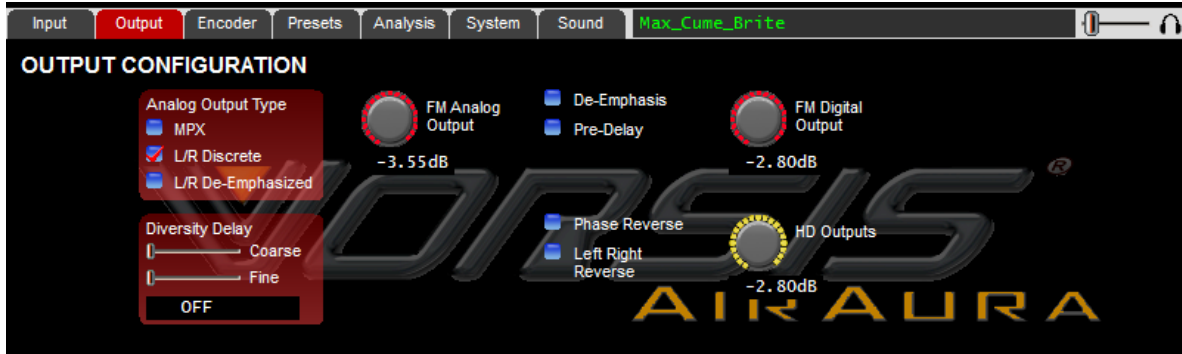 Input Output Encoder Presets Analysis System Sound Max_Cume_Brite
OUTPUT CONFIGURATION
Analog Output Type
MPX
L/R Discrete
L/R De-Emphasized
FM Analog
Output
-3.55dB
De-Emphasis
Pre-Delay
FM Digital
Output
-2.80dB
VORSIS
®
Diversity Delay
Coarse
Fine
OFF
Phase Reverse
Left Right
Reverse
HD Outputs
-2.80dB
AIRAURA